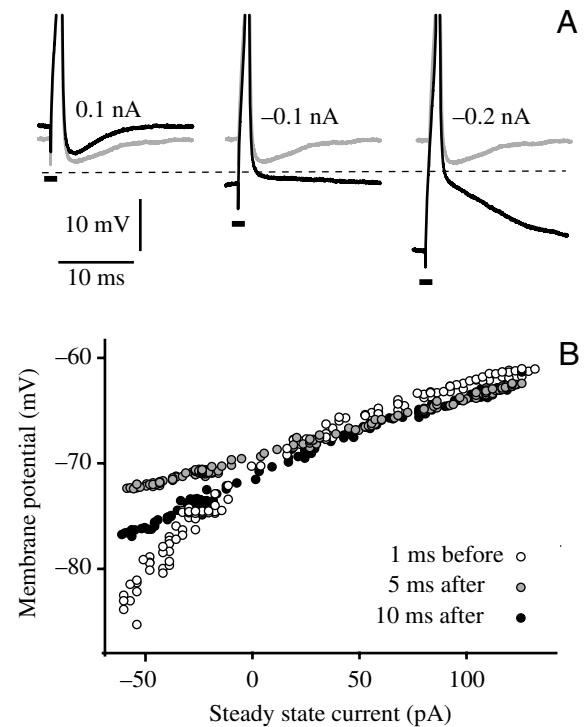 A
0.1 nA
–0.1 nA
–0.2 nA
10 mV
10 ms
B
Membrane potential (mV)
–60
–70
–80
1 ms before
5 ms after
10 ms after
–50
0
50
100
Steady state current (pA)